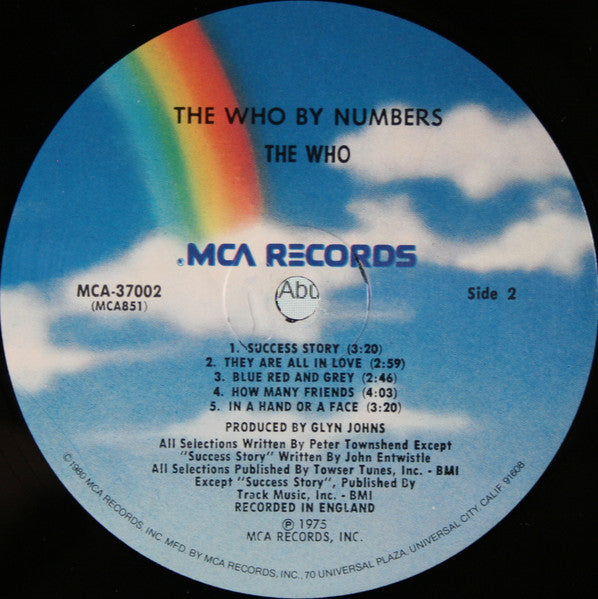 THE WHO BY NUMBERS
THE WHO
®MCA RECORDS
MCA-37002
(MCA851)
Side 2
Abc
1. SUCCESS STORY (3:20)
2. THEY ARE ALL IN LOVE (2:59)
3. BLUE RED AND GREY (2:46)
4. HOW MANY FRIENDS (4:03)
5. IN A HAND OR A FACE (3:20)
PRODUCED BY GLYN JOHNS
All Selections Written By Peter Townshend Except
"Success Story" Written By John Entwistle
All Selections Published By Towser Tunes, Inc. - BMI
Except "Success Story", Published By
Track Music, Inc. - BMI
RECORDED IN ENGLAND
℗ 1975
MCA RECORDS, INC.
©1980 MCA RECORDS, INC. MFD. BY MCA RECORDS, INC., 70 UNIVERSAL PLAZA, UNIVERSAL CITY, CALIF. 91608